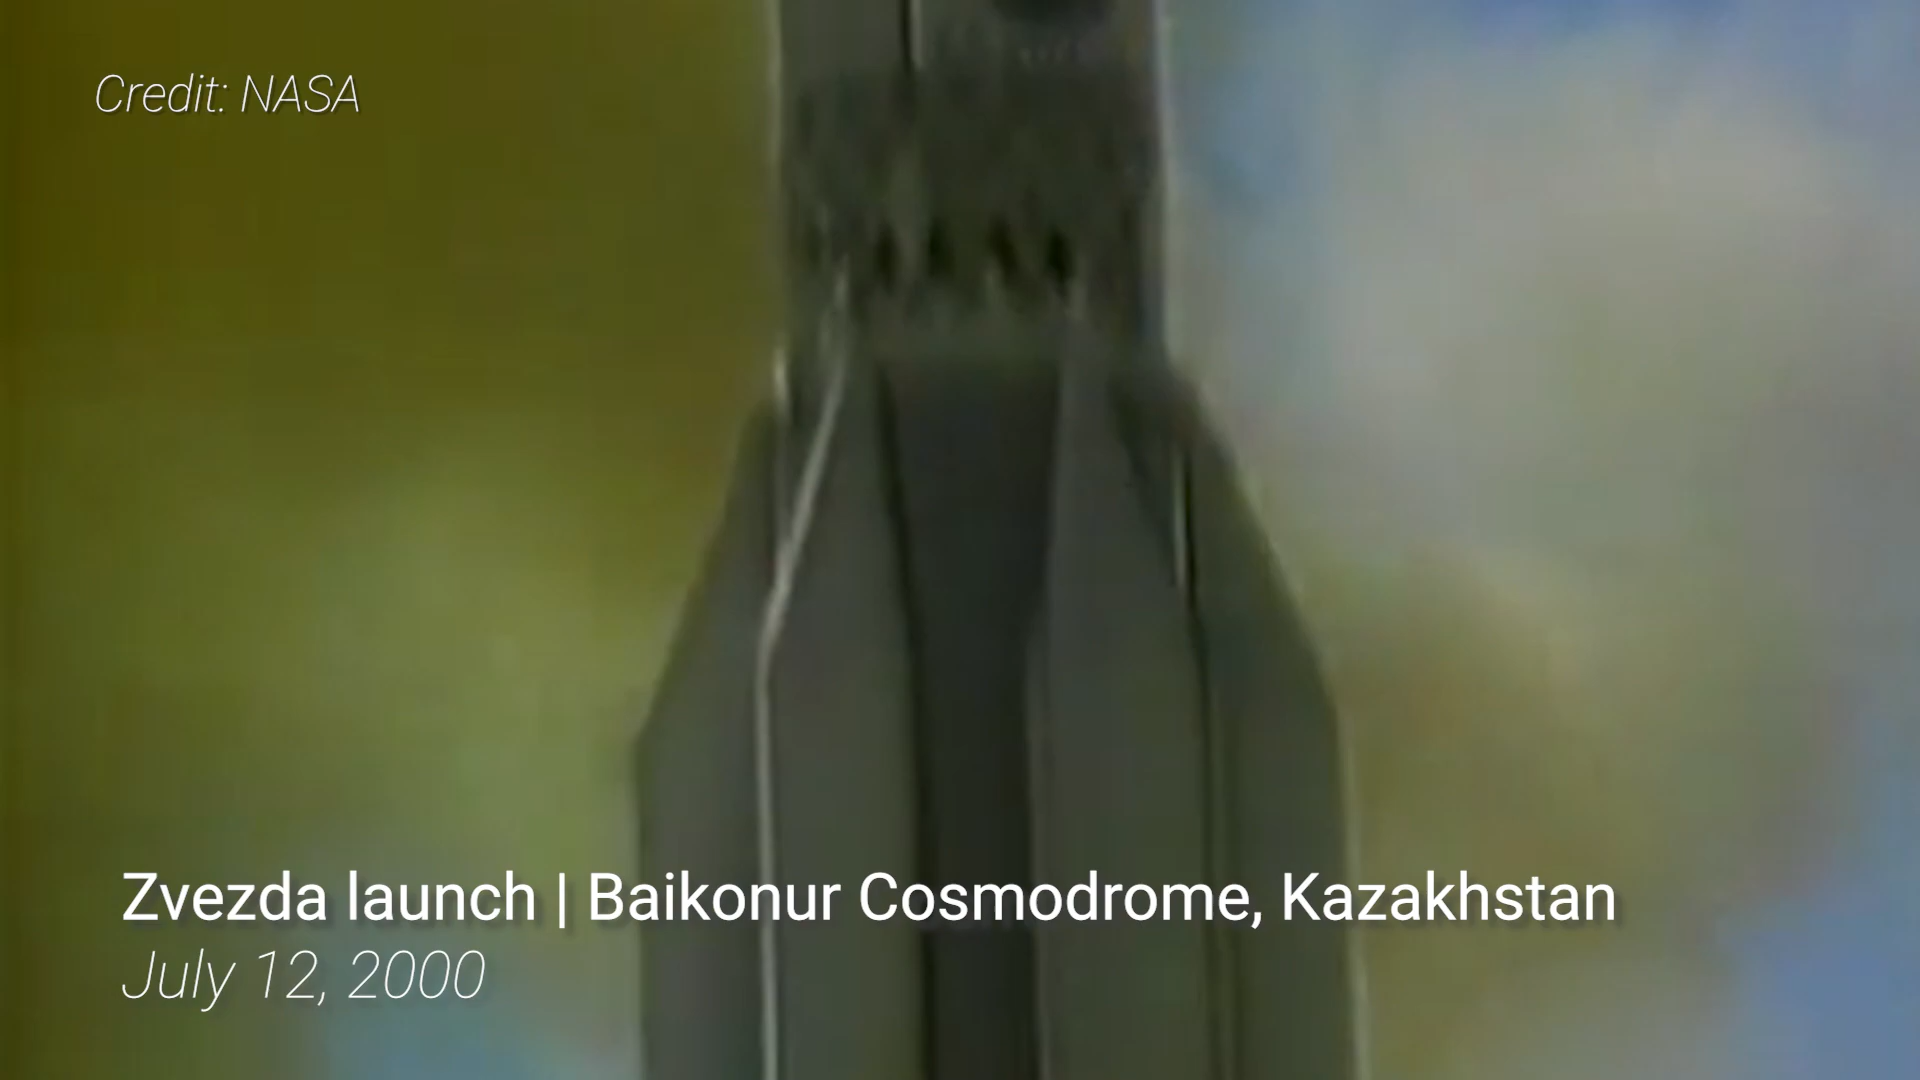 Credit: NASA
Zvezda launch | Baikonur Cosmodrome, Kazakhstan
July 12, 2000